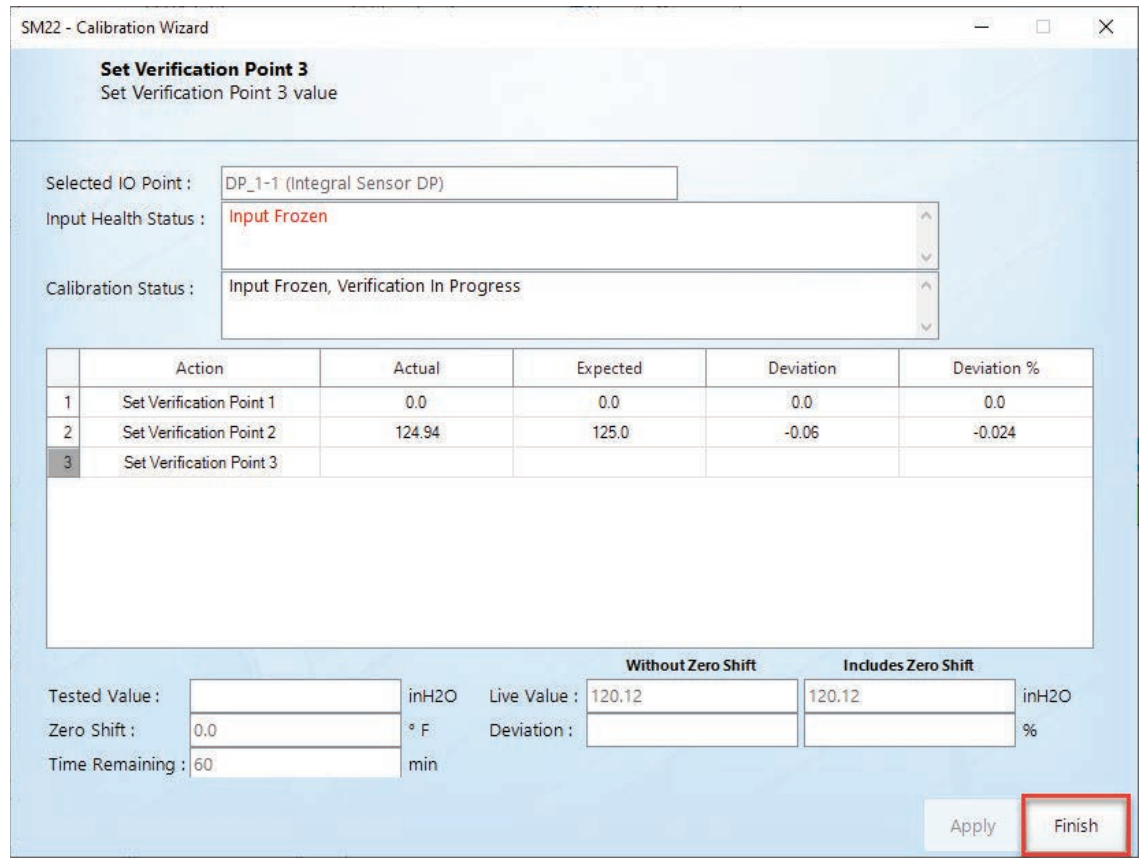 SM22 - Calibration Wizard
Set Verification Point 3
Set Verification Point 3 value
Selected IO Point : DP_1-1 (Integral Sensor DP)
Input Health Status : Input Frozen
Calibration Status : Input Frozen, Verification In Progress
Action Actual Expected Deviation Deviation %
1 Set Verification Point 1 0.0 0.0 0.0 0.0
2 Set Verification Point 2 124.94 125.0 -0.06 -0.024
3 Set Verification Point 3
Without Zero Shift Includes Zero Shift
Tested Value : inH2O Live Value : 120.12 120.12 inH2O
Zero Shift : 0.0 ° F Deviation : %
Time Remaining : 60 min
Apply Finish